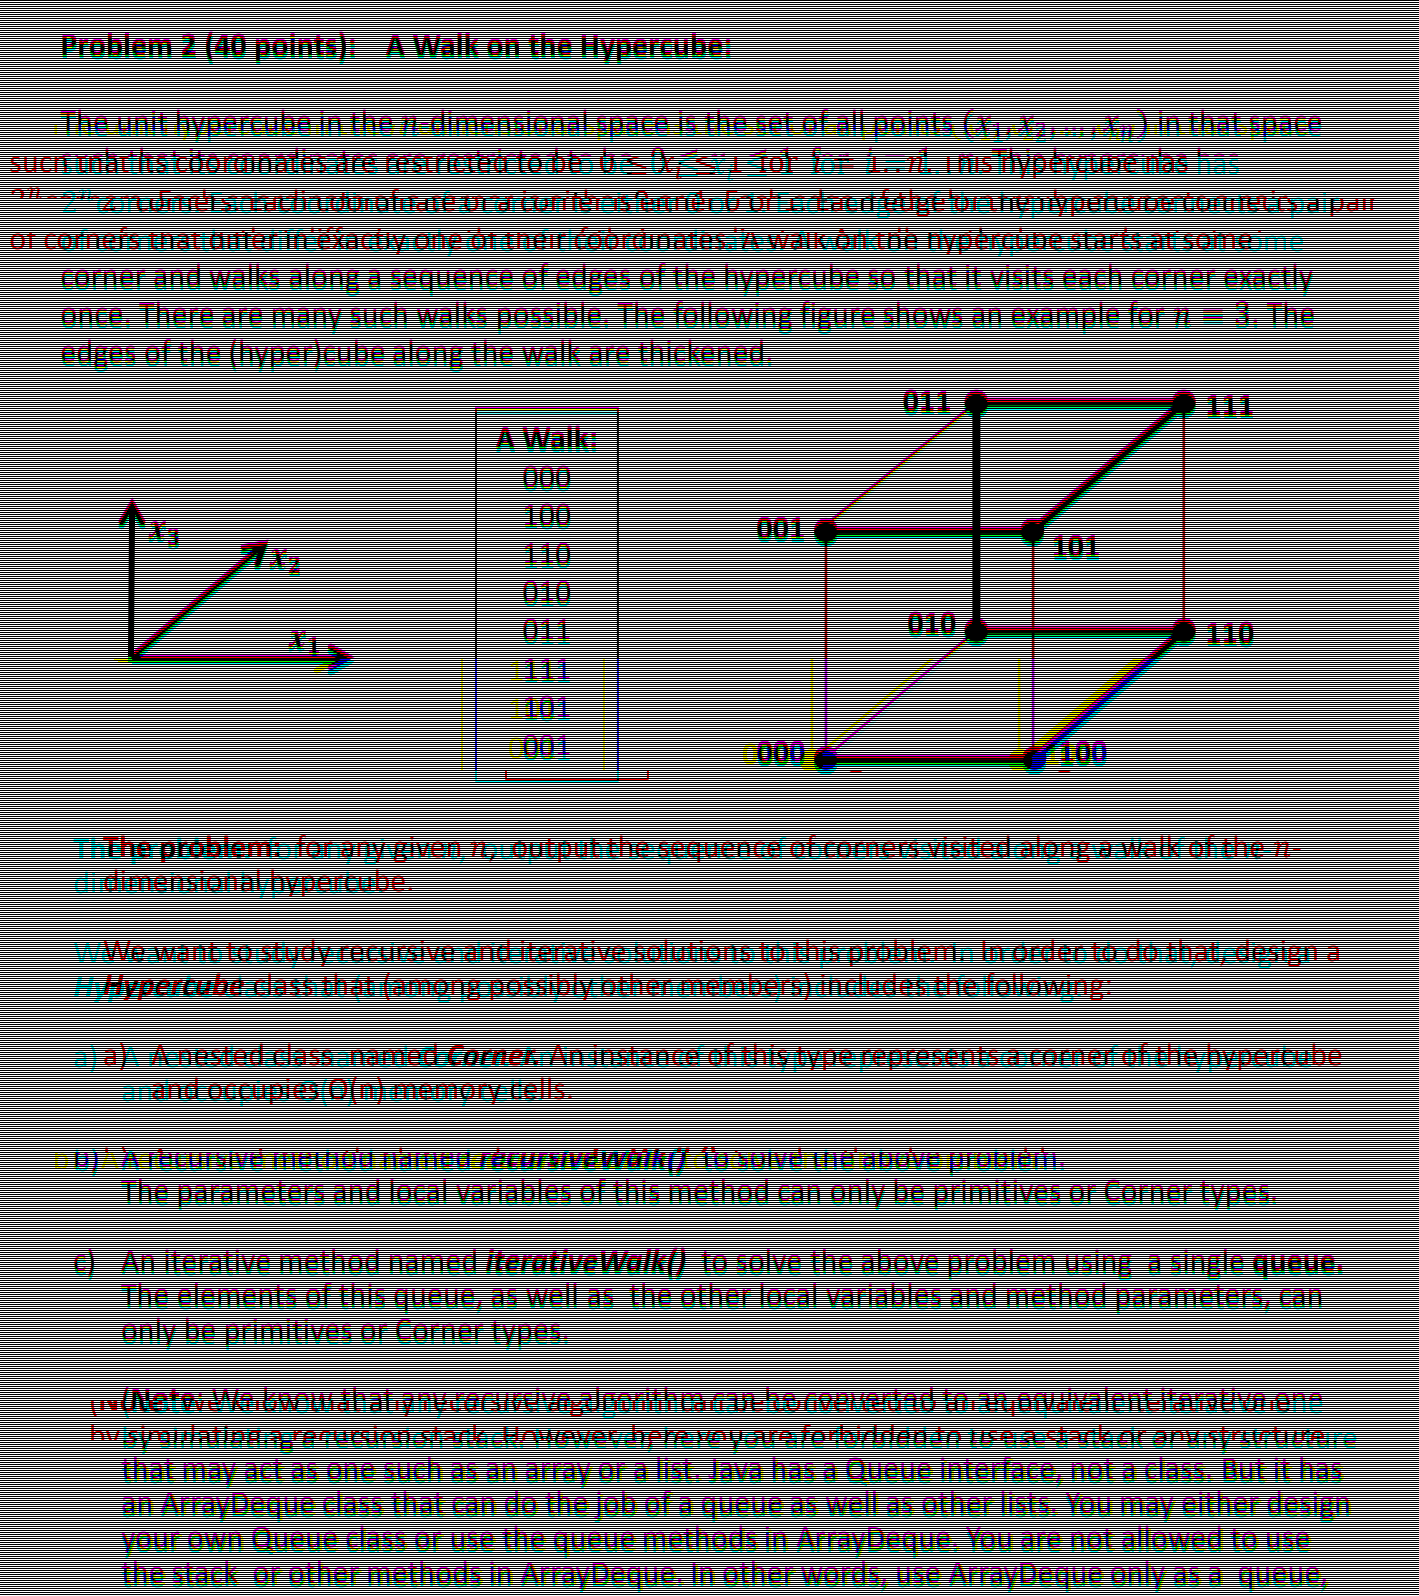 Problem 2 (40 points): A Walk on the Hypercube:
The unit hypercube in the n-dimensional space is the set of all points (x₁, x₂, ..., xₙ) in that space
such that its coordinates are restricted to be 0 ≤ xᵢ ≤ 1 for i = 1..n. This hypercube has
2ⁿ corners. Each coordinate of a corner is either 0 or 1. Each edge of the hypercube connects a pair
of corners that differ in exactly one of their coordinates. A walk on the hypercube starts at some
corner and walks along a sequence of edges of the hypercube so that it visits each corner exactly
once. There are many such walks possible. The following figure shows an example for n = 3. The
edges of the (hyper)cube along the walk are thickened.
x₃
x₂
x₁
A Walk:
000
100
110
010
011
111
101
001
011
111
001
101
010
110
000
100
The problem: for any given n, output the sequence of corners visited along a walk of the n-
dimensional hypercube.
We want to study recursive and iterative solutions to this problem. In order to do that, design a
Hypercube class that (among possibly other members) includes the following:
a) A nested class named Corner. An instance of this type represents a corner of the hypercube
and occupies O(n) memory cells.
b) A recursive method named recursiveWalk() to solve the above problem.
The parameters and local variables of this method can only be primitives or Corner types.
c) An iterative method named iterativeWalk() to solve the above problem using a single queue.
The elements of this queue, as well as the other local variables and method parameters, can
only be primitives or Corner types.
(Note: We know that any recursive algorithm can be converted to an equivalent iterative one
by simulating a recursion stack. However, here you are forbidden to use a stack or any structure
that may act as one such as an array or a list. Java has a Queue interface, not a class. But it has
an ArrayDeque class that can do the job of a queue as well as other lists. You may either design
your own Queue class or use the queue methods in ArrayDeque. You are not allowed to use
the stack or other methods in ArrayDeque. In other words, use ArrayDeque only as a queue,